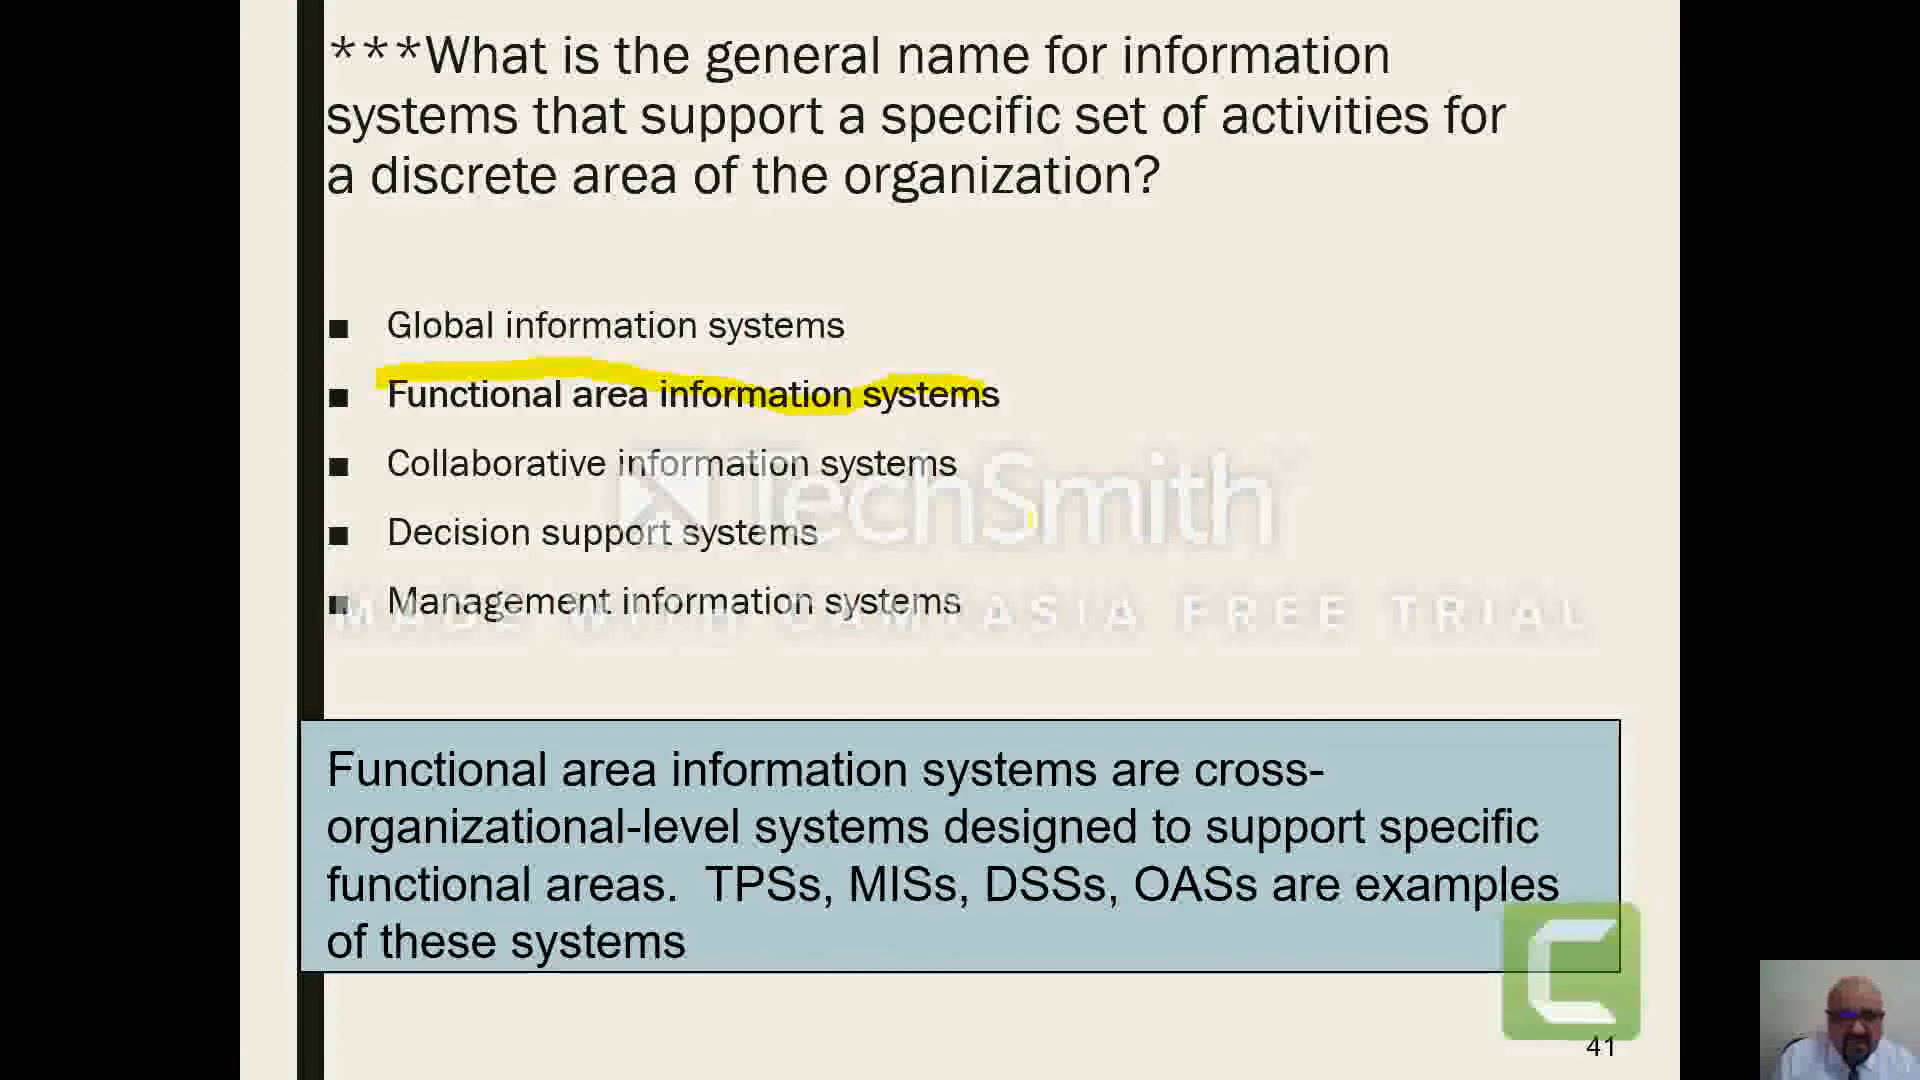 ***What is the general name for information
systems that support a specific set of activities for
a discrete area of the organization?
Global information systems
Functional area information systems
Collaborative information systems
Decision support systems
Management information systems
TechSmith
MADE WITH CAMTASIA FREE TRIAL
Functional area information systems are cross-
organizational-level systems designed to support specific
functional areas.  TPSs, MISs, DSSs, OASs are examples
of these systems
41